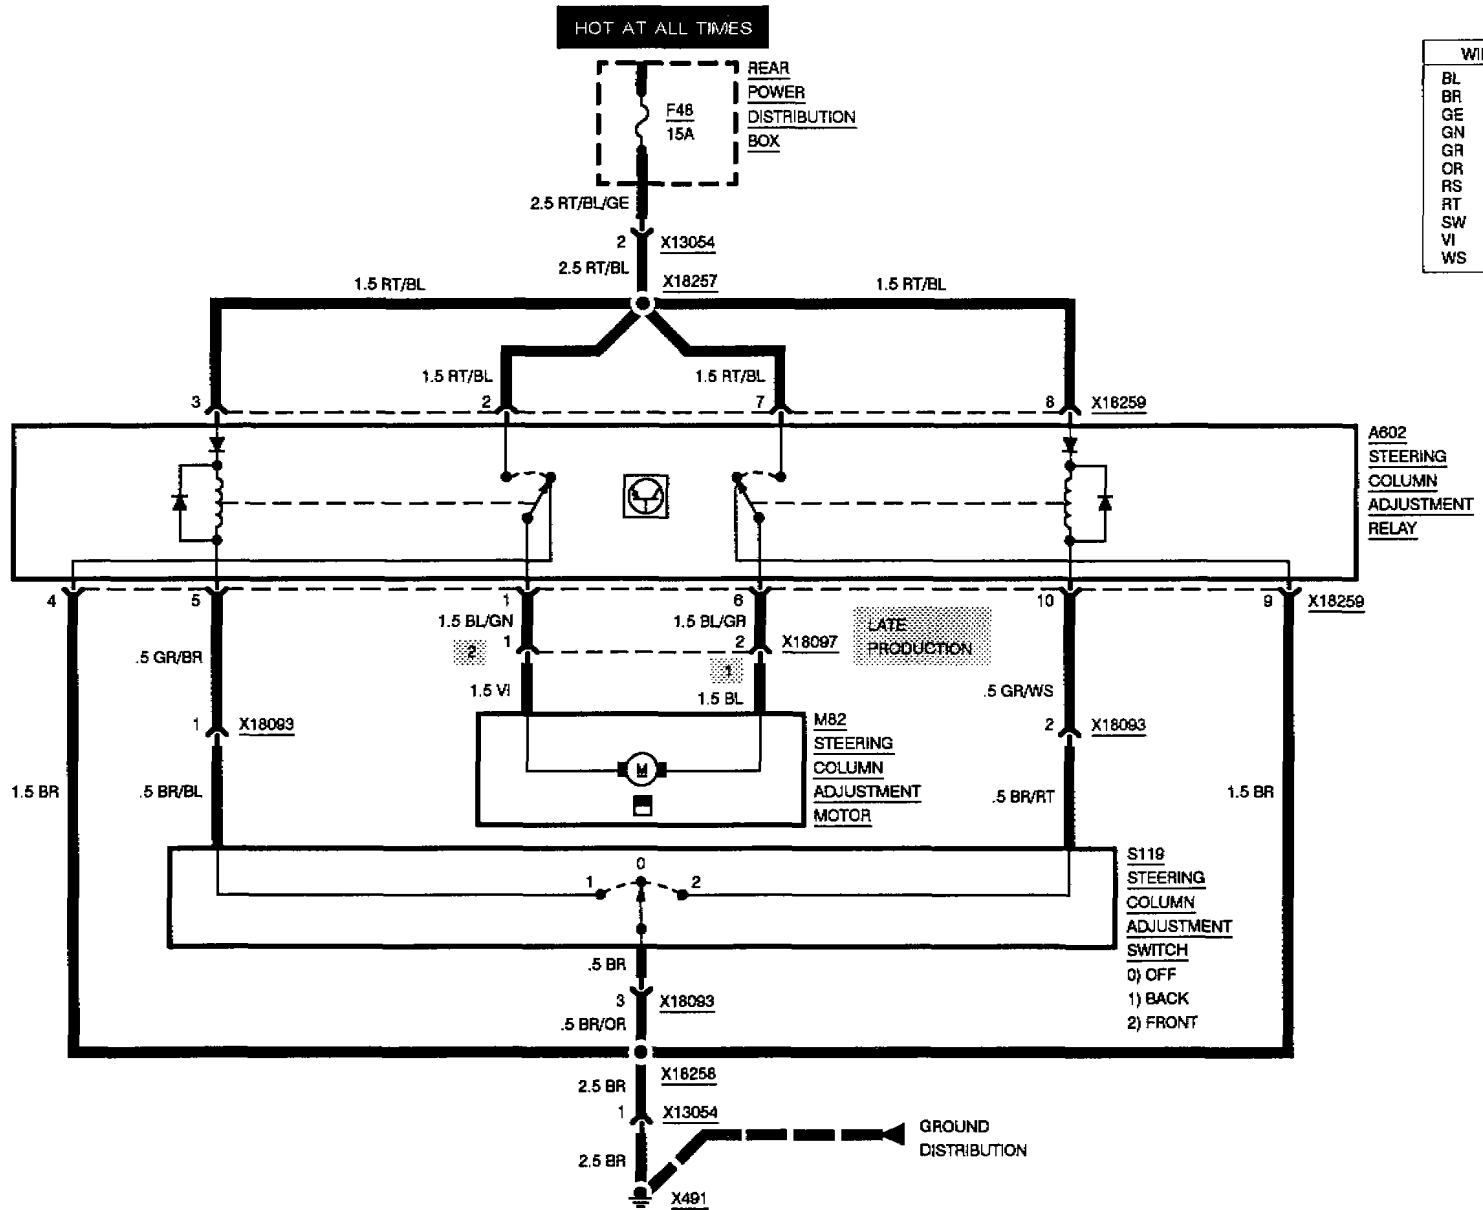 HOT AT ALL TIMES
REAR
POWER
DISTRIBUTION
BOX
F48
15A
2.5 RT/BL/GE
2 X13054
2.5 RT/BL
X18257
1.5 RT/BL
1.5 RT/BL
1.5 RT/BL
1.5 RT/BL
3
2
7
8
X18259
BL
BR
GE
GN
GR
OR
RS
RT
SW
VI
WS
A602
STEERING
COLUMN
ADJUSTMENT
RELAY
4
5
1
6
10
9
X18259
1.5 BL/GN
1.5 BL/GR
LATE
PRODUCTION
1
2
2
X18097
1
.5 GR/BR
1.5 VI
1.5 BL
.5 GR/WS
1 X18093
2 X18093
M82
STEERING
COLUMN
ADJUSTMENT
MOTOR
M
1.5 BR
.5 BR/BL
.5 BR/RT
1.5 BR
0
1
2
S119
STEERING
COLUMN
ADJUSTMENT
SWITCH
0) OFF
1) BACK
2) FRONT
.5 BR
3 X18093
.5 BR/OR
X18258
2.5 BR
1 X13054
2.5 BR
X491
GROUND
DISTRIBUTION